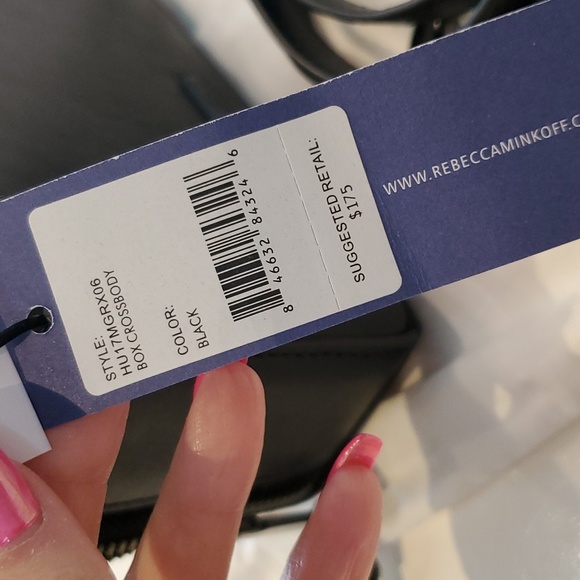 STYLE:
HU17MGRX06
BOX CROSSBODY
COLOR:
BLACK
8 46632 84324 6
SUGGESTED RETAIL:
$175
WWW.REBECCAMINKOFF.C